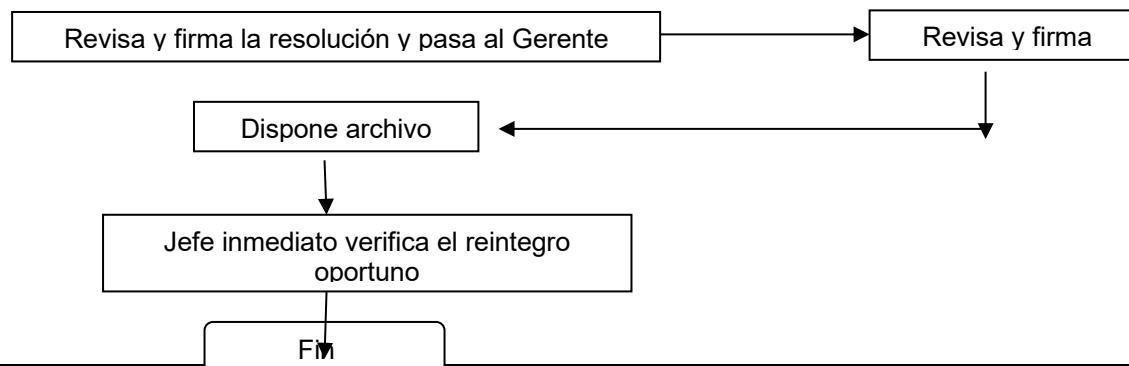 Revisa y firma la resolución y pasa al Gerente
Revisa y firma
Dispone archivo
Jefe inmediato verifica el reintegro
oportuno
Fin